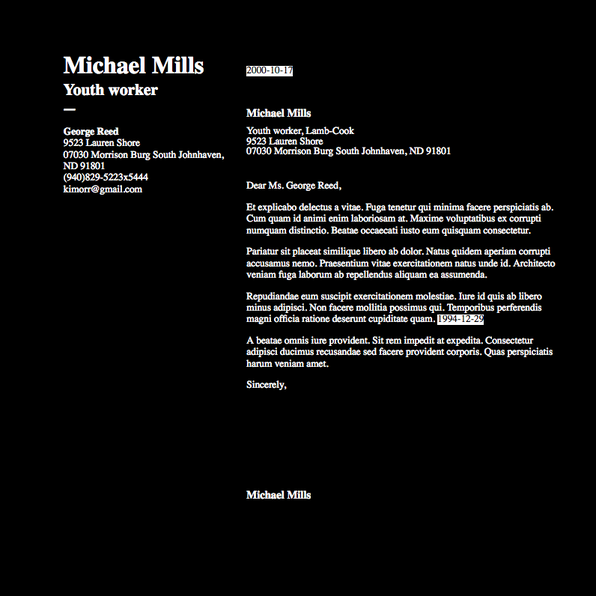 Michael Mills
Youth worker
George Reed
9523 Lauren Shore
07030 Morrison Burg South Johnhaven,
ND 91801
(940)829-5223x5444
kimorr@gmail.com
2000-10-17
Michael Mills
Youth worker, Lamb-Cook
9523 Lauren Shore
07030 Morrison Burg South Johnhaven, ND 91801
Dear Ms. George Reed,
Et explicabo delectus a vitae. Fuga tenetur qui minima facere perspiciatis ab.
Cum quam id animi enim laboriosam at. Maxime voluptatibus ex corrupti
numquam distinctio. Beatae occaecati iusto eum quisquam consectetur.
Pariatur sit placeat similique libero ab dolor. Natus quidem aperiam corrupti
accusamus nemo. Praesentium vitae exercitationem natus unde id. Architecto
veniam fuga laborum ab repellendus aliquam ea assumenda.
Repudiandae eum suscipit exercitationem molestiae. Iure id quis ab libero
minus adipisci. Non facere mollitia possimus qui. Temporibus perferendis
magni officia ratione deserunt cupiditate quam. 1994-12-29
A beatae omnis iure provident. Sit rem impedit at expedita. Consectetur
adipisci ducimus recusandae sed facere provident corporis. Quas perspiciatis
harum veniam amet.
Sincerely,
Michael Mills